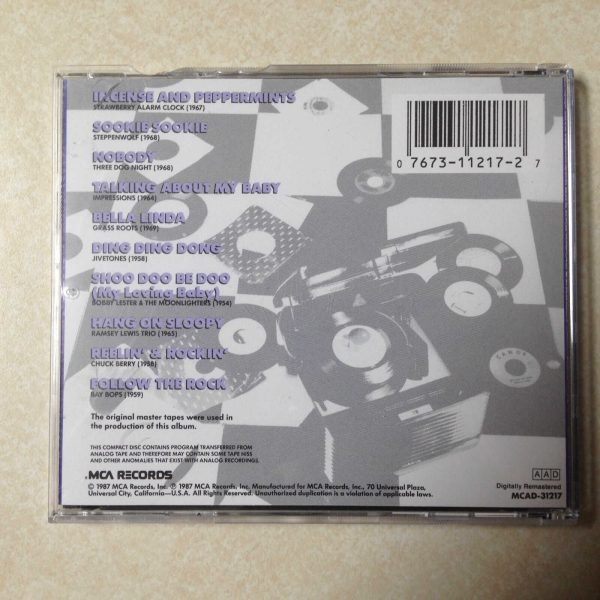 INCENSE AND PEPPERMINTS
STRAWBERRY ALARM CLOCK (1967)
SOOKIE SOOKIE
STEPPENWOLF (1968)
NOBODY
THREE DOG NIGHT (1968)
TALKING ABOUT MY BABY
IMPRESSIONS (1964)
BELLA LINDA
GRASS ROOTS (1969)
DING DING DONG
JIVETONES (1958)
SHOO DOO BE DOO
(My Loving Baby)
BOBBY LESTER & THE MOONLIGHTERS (1954)
HANG ON SLOOPY
RAMSEY LEWIS TRIO (1965)
REELIN' & ROCKIN'
CHUCK BERRY (1958)
FOLLOW THE ROCK
BAY BOPS (1959)
0 7673-11217-2 7
The original master tapes were used in
the production of this album.
THIS COMPACT DISC CONTAINS PROGRAM TRANSFERRED FROM
ANALOG TAPE AND THEREFORE MAY CONTAIN SOME TAPE HISS
AND OTHER ANOMALIES THAT EXIST WITH ANALOG RECORDINGS.
MCA RECORDS
© 1987 MCA Records, Inc. ℗ 1987 MCA Records, Inc. Manufactured for MCA Records, Inc., 70 Universal Plaza,
Universal City, California—U.S.A. All Rights Reserved. Unauthorized duplication is a violation of applicable laws.
AAD
Digitally Remastered
MCAD-31217